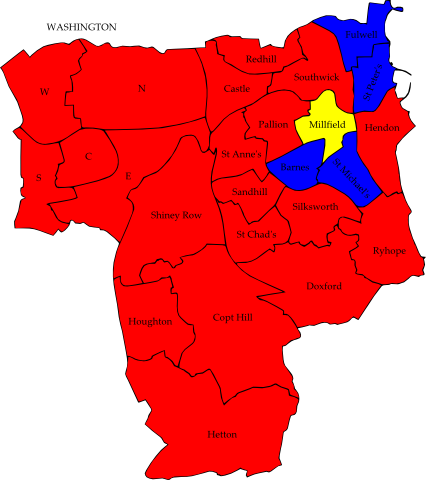 WASHINGTON
Fulwell
Redhill
Southwick
St Peter's
W
N
Castle
Pallion
Millfield
Hendon
St Anne's
C
Barnes
St Michael's
S
E
Sandhill
Shiney Row
Silksworth
St Chad's
Ryhope
Doxford
Houghton
Copt Hill
Hetton